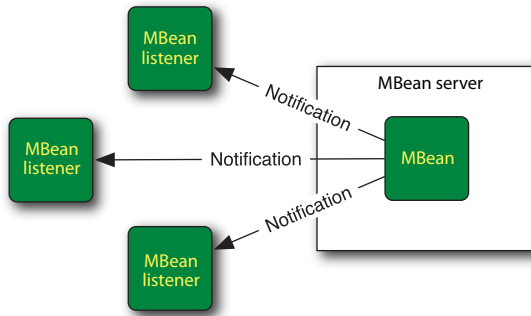 MBean
listener
Notification
MBean server
MBean
listener
Notification
MBean
Notification
MBean
listener